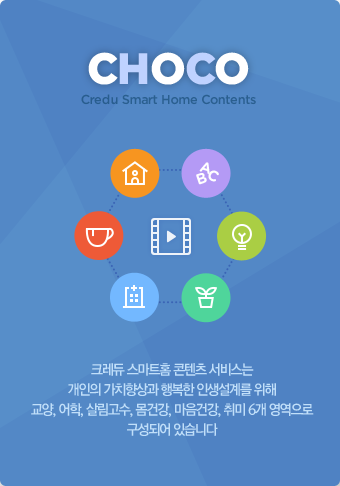 CHOCO
Credu Smart Home Contents
A
B C
크레듀 스마트홈 콘텐츠 서비스는
개인의 가치향상과 행복한 인생설계를 위해
교양, 어학, 살림고수, 몸건강, 마음건강, 취미 6개 영역으로
구성되어 있습니다